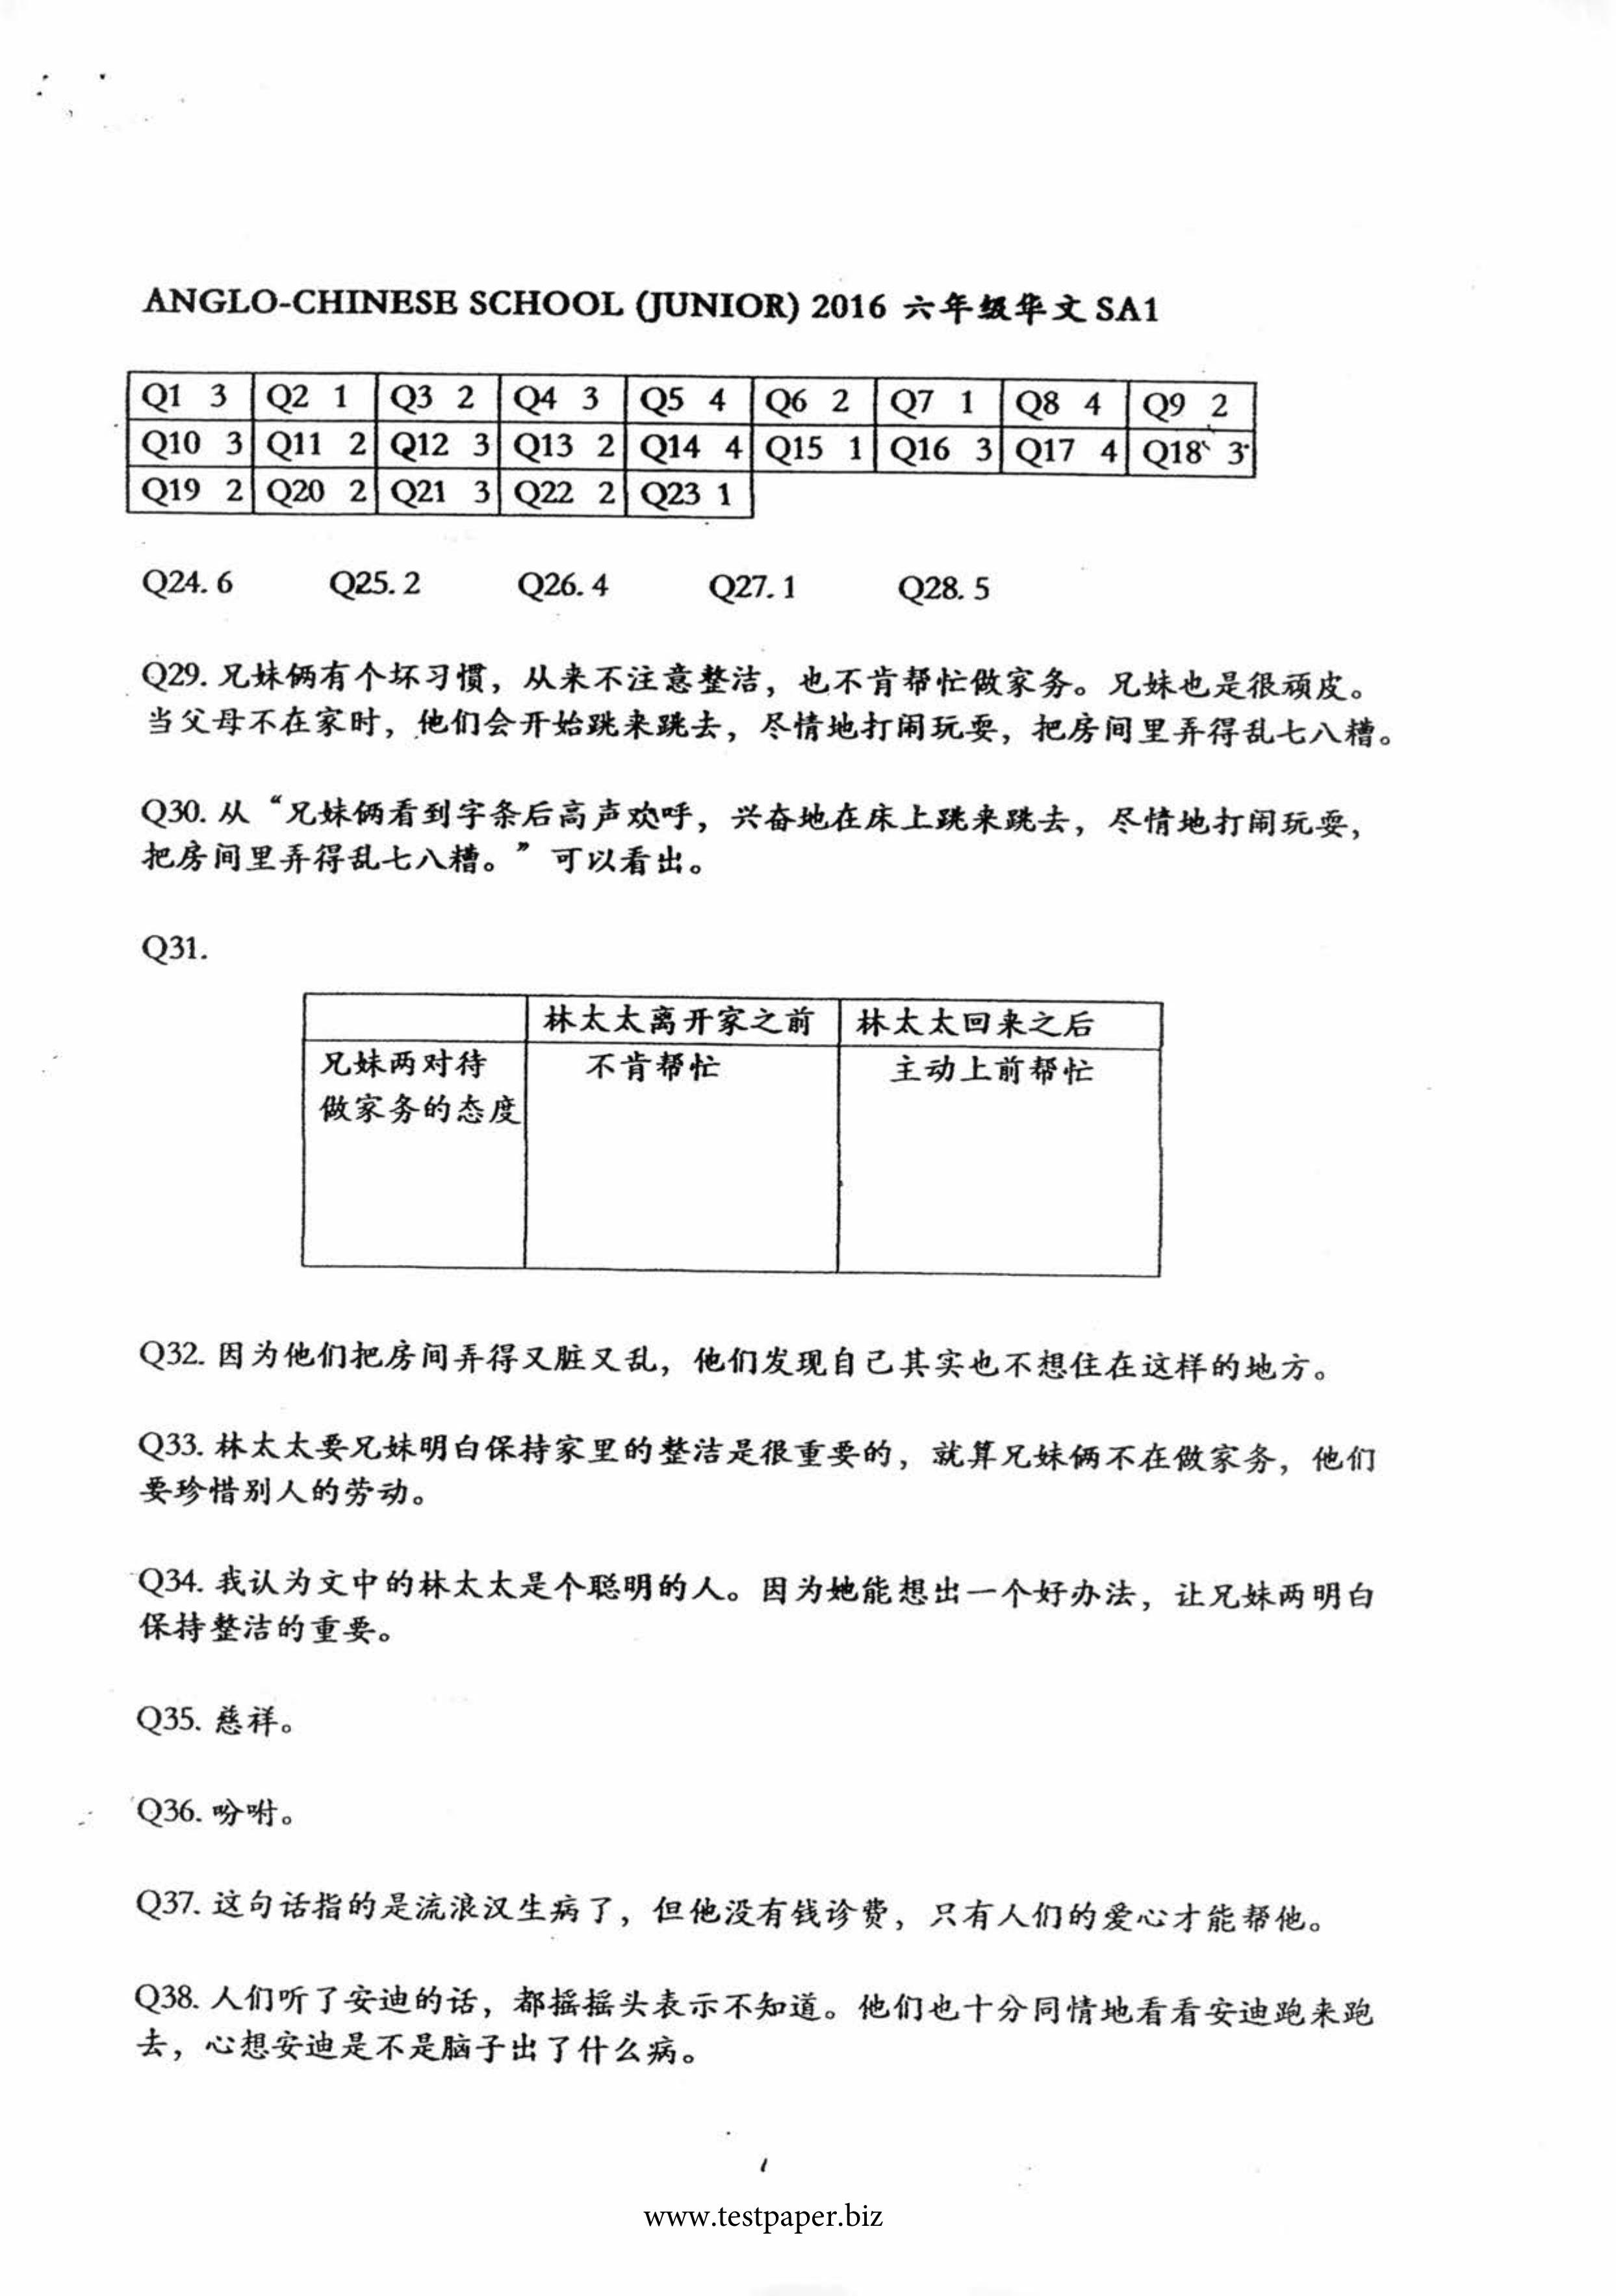 ANGLO-CHINESE SCHOOL (JUNIOR) 2016 六年级华文 SA1
Q1 3 Q2 1 Q3 2 Q4 3 Q5 4 Q6 2 Q7 1 Q8 4 Q9 2
Q10 3 Q11 2 Q12 3 Q13 2 Q14 4 Q15 1 Q16 3 Q17 4 Q18 3
Q19 2 Q20 2 Q21 3 Q22 2 Q23 1
Q24. 6 Q25. 2 Q26. 4 Q27. 1 Q28. 5
Q29. 兄妹俩有个坏习惯，从来不注意整洁，也不肯帮忙做家务。兄妹也是很顽皮。
当父母不在家时，他们会开始跳来跳去，尽情地打闹玩耍，把房间里弄得乱七八糟。
Q30. 从“兄妹俩看到字条后高声欢呼，兴奋地在床上跳来跳去，尽情地打闹玩耍，
把房间里弄得乱七八糟。”可以看出。
Q31.
林太太离开家之前 林太太回来之后
兄妹两对待 不肯帮忙 主动上前帮忙
做家务的态度
Q32. 因为他们把房间弄得又脏又乱，他们发现自己其实也不想住在这样的地方。
Q33. 林太太要兄妹明白保持家里的整洁是很重要的，就算兄妹俩不在做家务，他们
要珍惜别人的劳动。
Q34. 我认为文中的林太太是个聪明的人。因为她能想出一个好办法，让兄妹两明白
保持整洁的重要。
Q35. 慈祥。
Q36. 吩咐。
Q37. 这句话指的是流浪汉生病了，但他没有钱诊费，只有人们的爱心才能帮他。
Q38. 人们听了安迪的话，都摇摇头表示不知道。他们也十分同情地看看安迪跑来跑
去，心想安迪是不是脑子出了什么病。
www.testpaper.biz